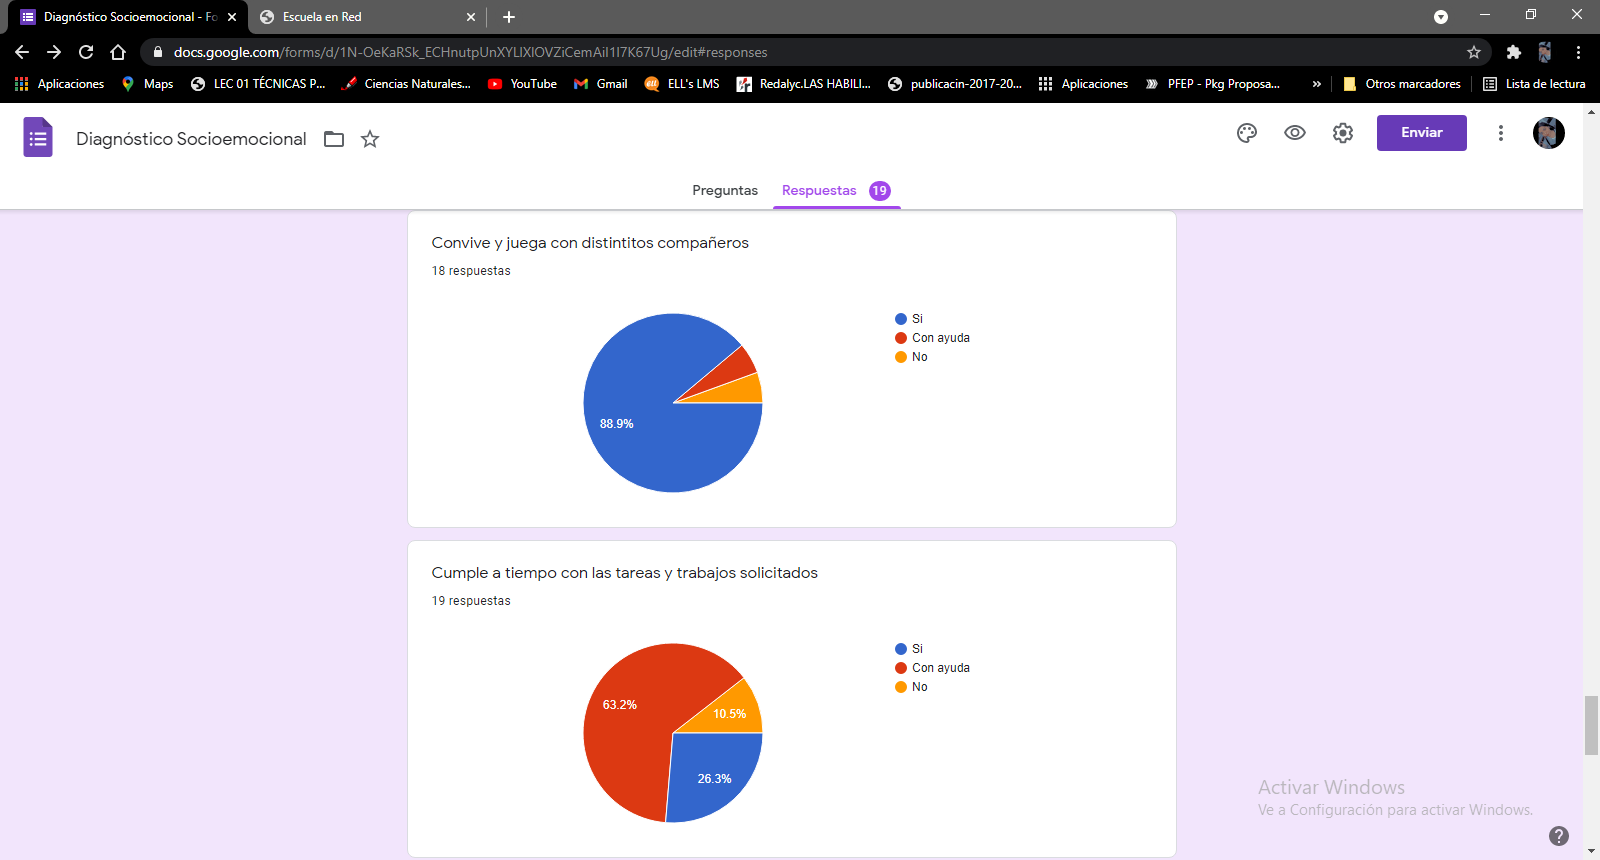 Diagnóstico Socioemocional - Fo
Escuela en Red
docs.google.com/forms/d/1N-OeKaRSk_ECHnutpUnXYLIXIOVZiCemAiI1I7K67Ug/edit#responses
Aplicaciones
Maps
LEC 01 TÉCNICAS P...
Ciencias Naturales...
YouTube
Gmail
ELL's LMS
Redalyc.LAS HABILI...
publicacin-2017-20...
Aplicaciones
PFEP - Pkg Proposa...
»
Otros marcadores
Lista de lectura
Diagnóstico Socioemocional
Enviar
Preguntas
Respuestas 19
Convive y juega con distintitos compañeros
18 respuestas
Si
Con ayuda
No
88.9%
Cumple a tiempo con las tareas y trabajos solicitados
19 respuestas
Si
Con ayuda
No
63.2%
10.5%
26.3%
Activar Windows
Ve a Configuración para activar Windows.